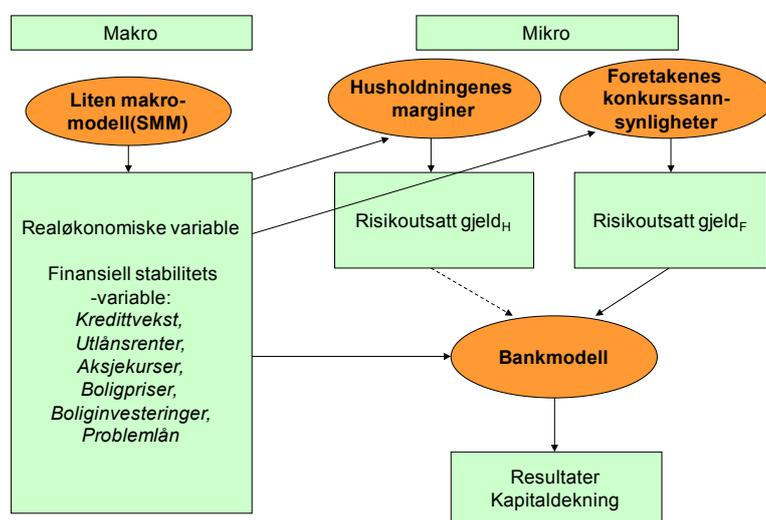 Makro
Mikro
Liten makro-
modell(SMM)
Husholdningenes
marginer
Foretakenes
konkurssann-
synligheter
Realøkonomiske variable
Finansiell stabilitets
-variable:
Kredittvekst,
Utlånsrenter,
Aksjekurser,
Boligpriser,
Boliginvesteringer,
Problemlån
Risikoutsatt gjeldH
Risikoutsatt gjeldF
Bankmodell
Resultater
Kapitaldekning